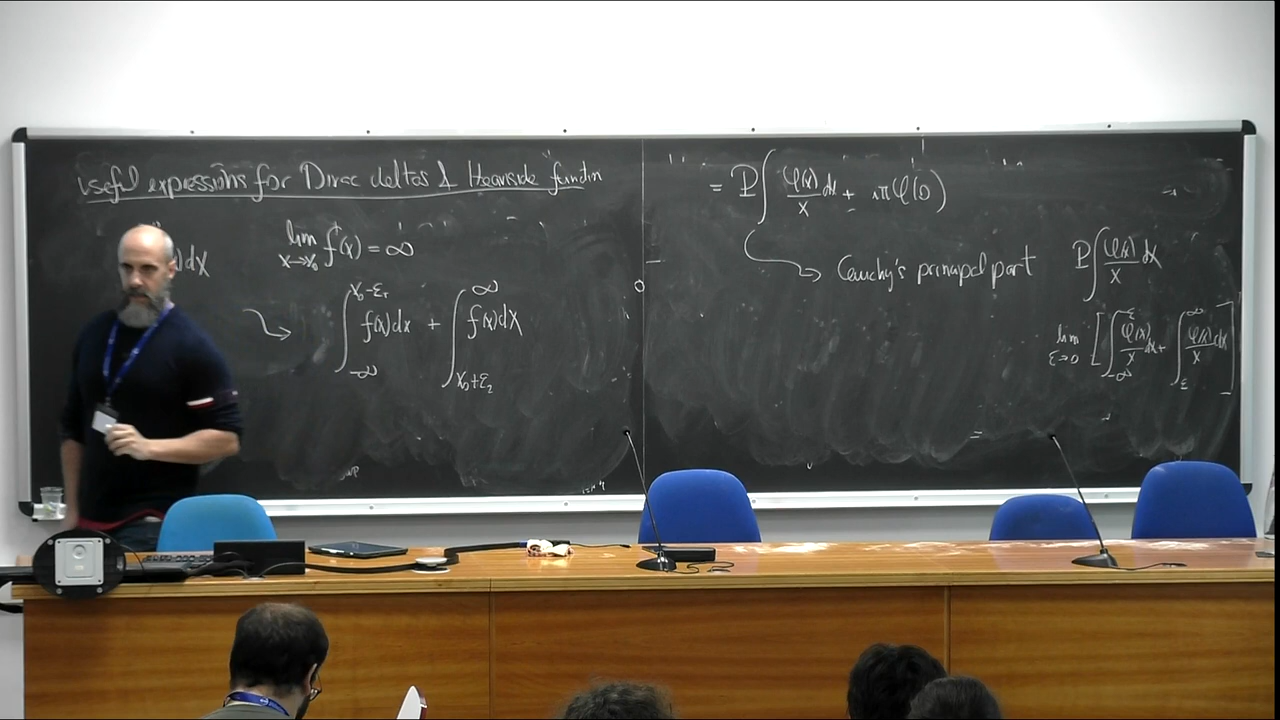 Useful expressions for Dirac deltas & Heaviside function
)dx
lim x→x₀ f(x) = ∞
∫_{-∞}^{x₀-ε₁} f(x)dx + ∫_{x₀+ε₂}^{∞} f(x)dx
= P∫ φ(x)/x dx + iπφ(0)
Cauchy's principal part
P∫ φ(x)/x dx
lim ε→0 [∫_{-∞}^{-ε} φ(x)/x dx + ∫_{ε}^{∞} φ(x)/x dx]
=